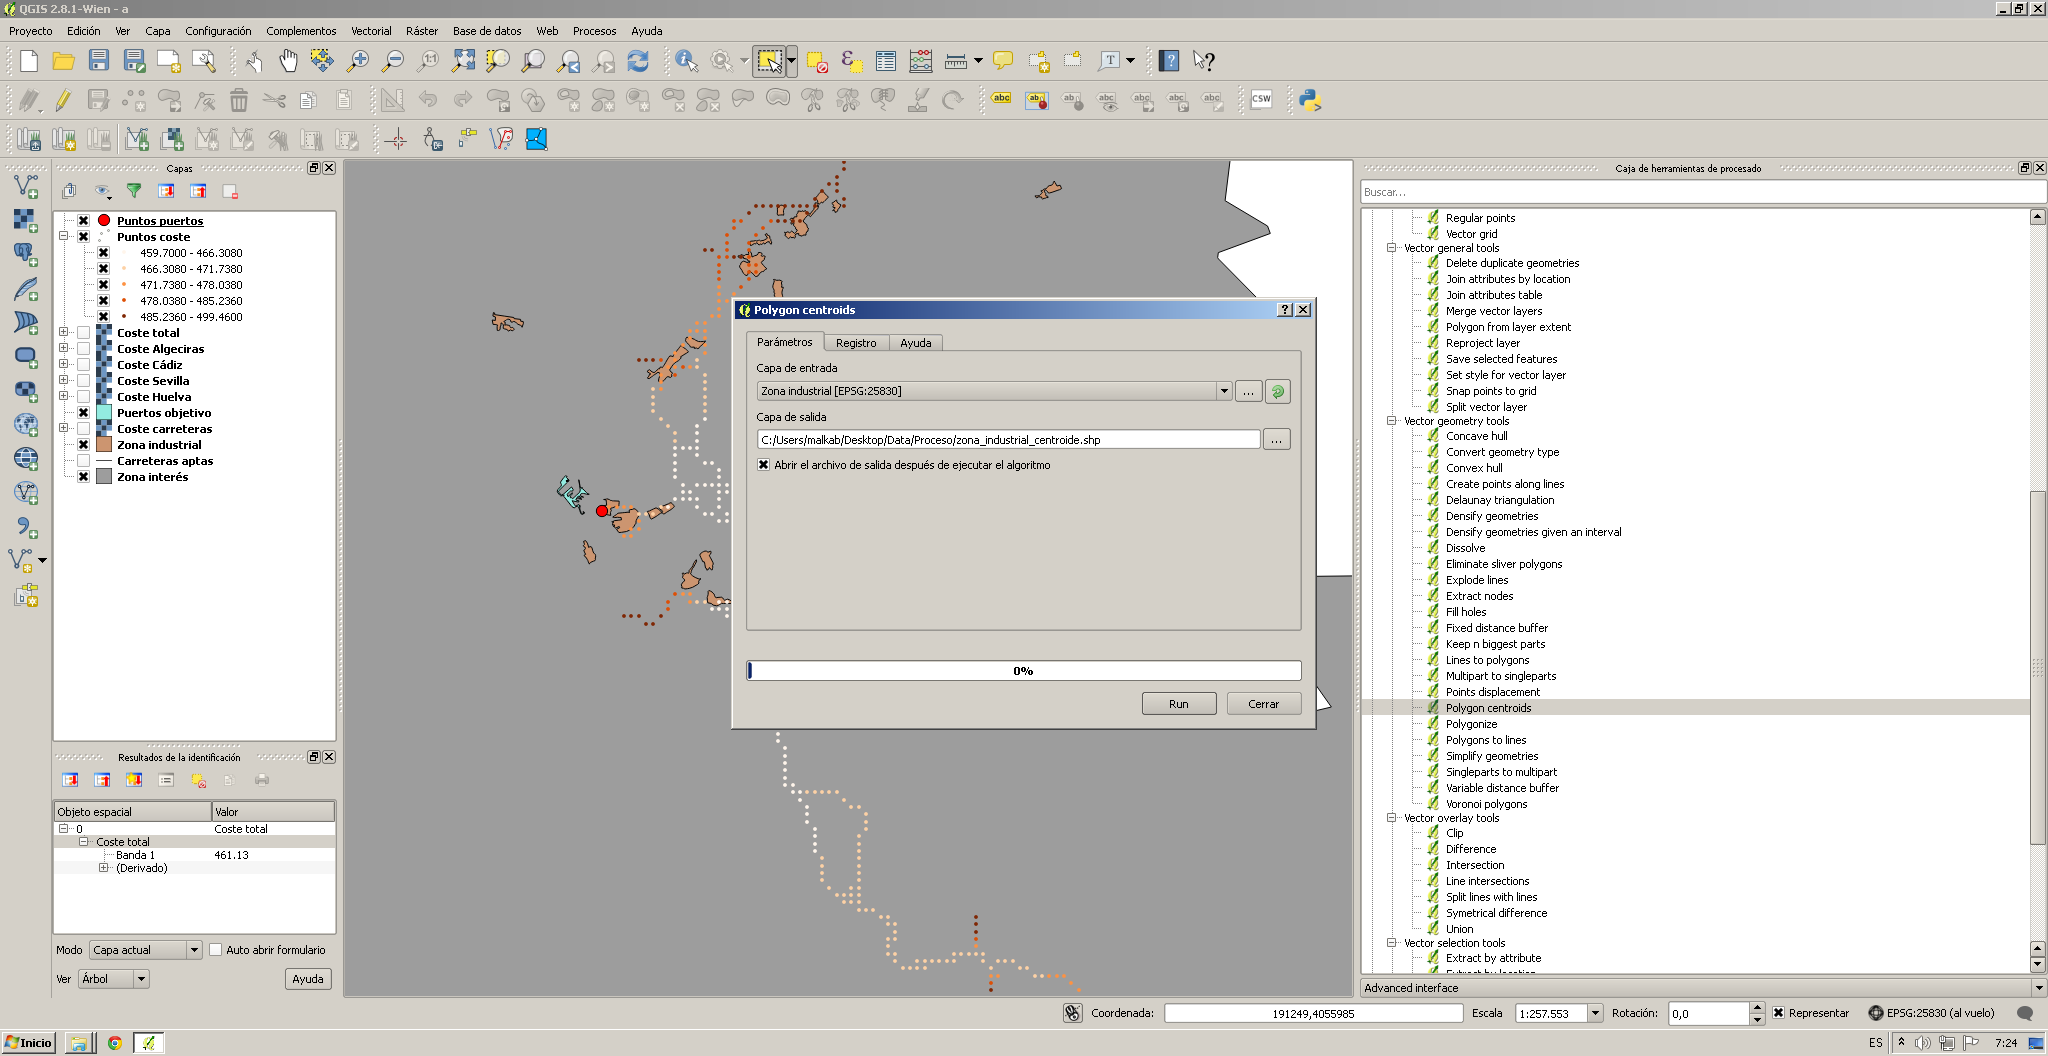 QGIS 2.8.1-Wien - a
Proyecto Edición Ver Capa Configuración Complementos Vectorial Ráster Base de datos Web Procesos Ayuda
Capas
Puntos puertos
Puntos coste
459.7000 - 466.3080
466.3080 - 471.7380
471.7380 - 478.0380
478.0380 - 485.2360
485.2360 - 499.4600
Coste total
Coste Algeciras
Coste Cádiz
Coste Sevilla
Coste Huelva
Puertos objetivo
Coste carreteras
Zona industrial
Carreteras aptas
Zona interés
Resultados de la identificación
Objeto espacial Valor
0 Coste total
Coste total
Banda 1 461.13
(Derivado)
Modo Capa actual Auto abrir formulario
Ver Árbol Ayuda
Polygon centroids
Parámetros Registro Ayuda
Capa de entrada
Zona industrial [EPSG:25830]
...
Capa de salida
C:/Users/malkab/Desktop/Data/Proceso/zona_industrial_centroide.shp
...
Abrir el archivo de salida después de ejecutar el algoritmo
0%
Run Cerrar
Caja de herramientas de procesado
Buscar...
Regular points
Vector grid
Vector general tools
Delete duplicate geometries
Join attributes by location
Join attributes table
Merge vector layers
Polygon from layer extent
Reproject layer
Save selected features
Set style for vector layer
Snap points to grid
Split vector layer
Vector geometry tools
Concave hull
Convert geometry type
Convex hull
Create points along lines
Delaunay triangulation
Densify geometries
Densify geometries given an interval
Dissolve
Eliminate sliver polygons
Explode lines
Extract nodes
Fill holes
Fixed distance buffer
Keep n biggest parts
Lines to polygons
Multipart to singleparts
Points displacement
Polygon centroids
Polygonize
Polygons to lines
Simplify geometries
Singleparts to multipart
Variable distance buffer
Voronoi polygons
Vector overlay tools
Clip
Difference
Intersection
Line intersections
Split lines with lines
Symetrical difference
Union
Vector selection tools
Extract by attribute
Extract by location
Advanced interface
Coordenada: 191249,4055985 Escala 1:257.553 Rotación: 0,0 Representar EPSG:25830 (al vuelo)
Inicio ES 7:24